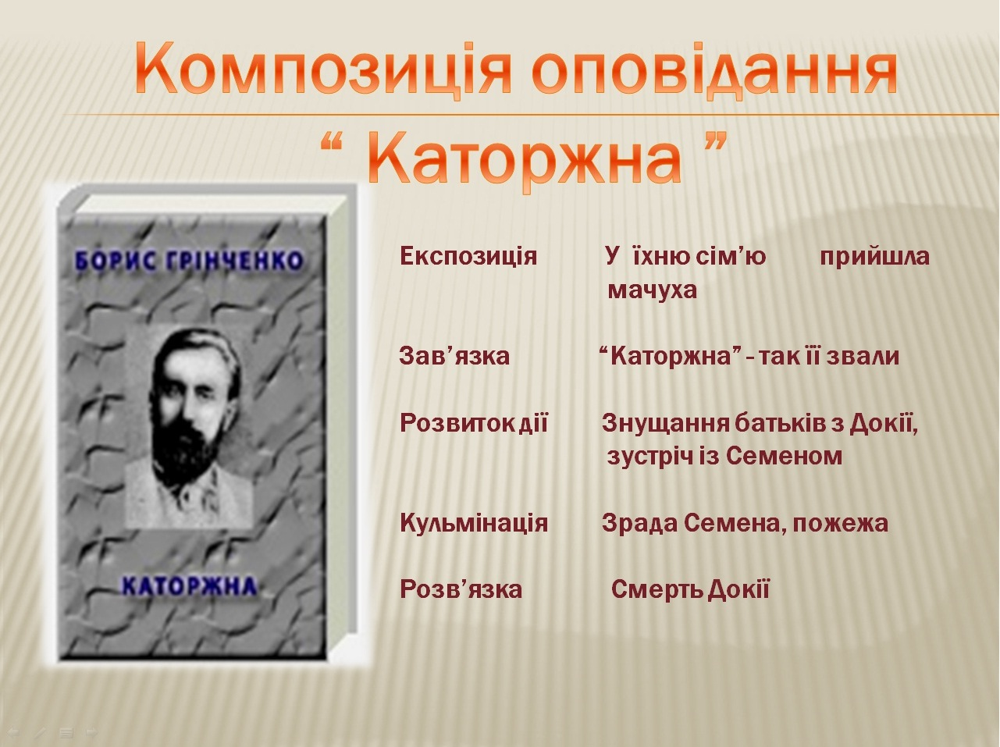 Композиція оповідання
“ Каторжна ”
БОРИС ГРІНЧЕНКО
КАТОРЖНА
Експозиція У їхню сім’ю прийшла
мачуха
Зав’язка “Каторжна” - так її звали
Розвиток дії Знущання батьків з Докії,
зустріч із Семеном
Кульмінація Зрада Семена, пожежа
Розв’язка Смерть Докії